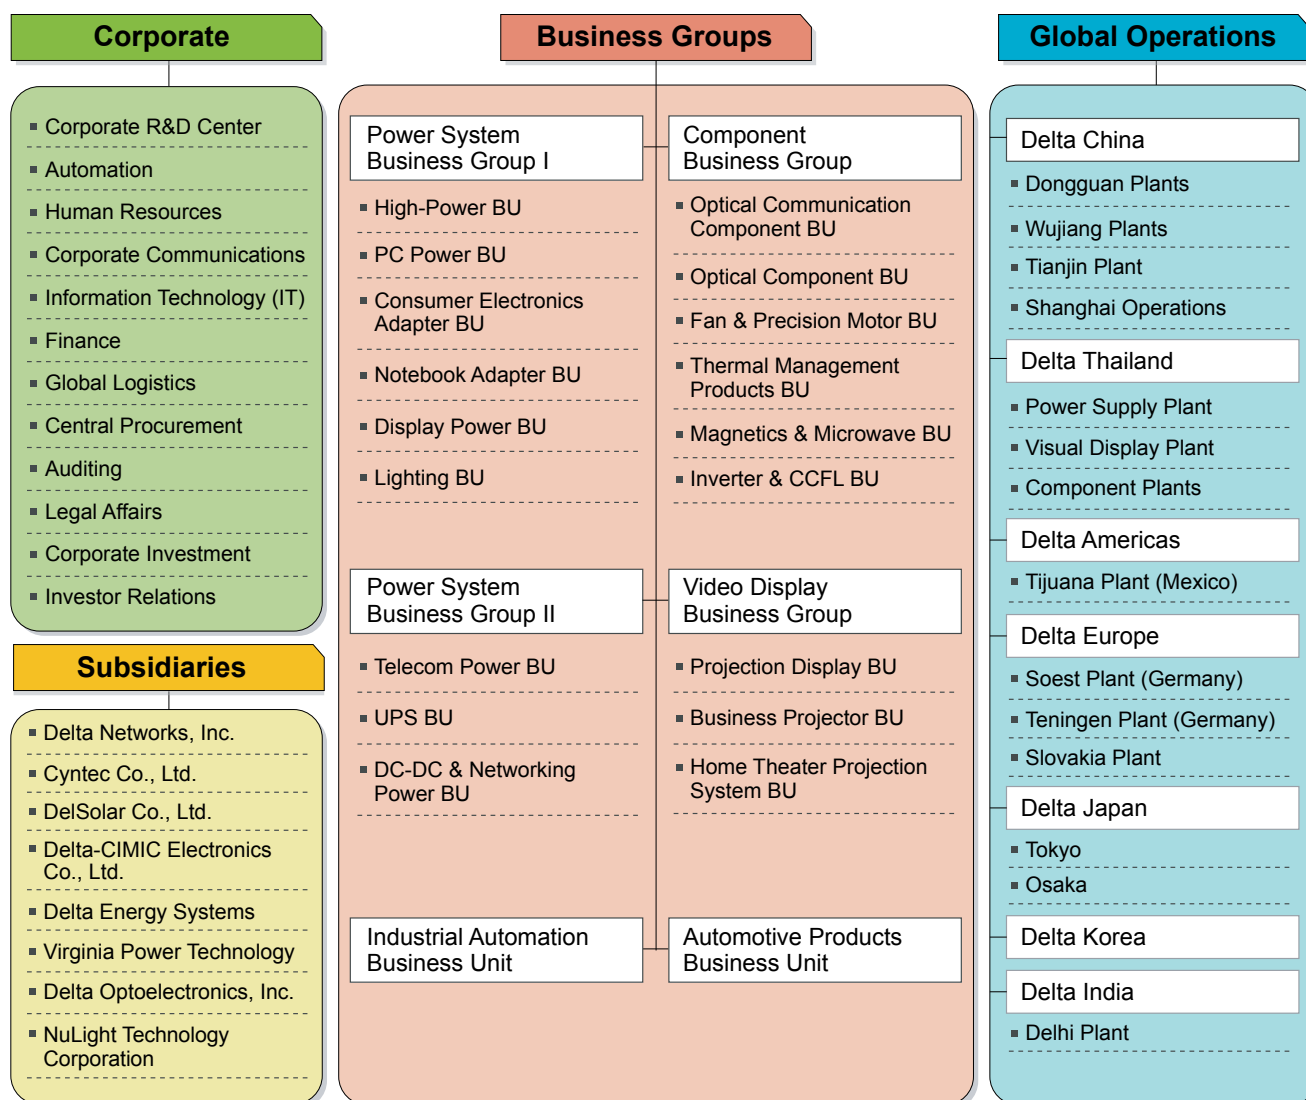 Corporate
Corporate R&D Center
Automation
Human Resources
Corporate Communications
Information Technology (IT)
Finance
Global Logistics
Central Procurement
Auditing
Legal Affairs
Corporate Investment
Investor Relations
Subsidiaries
Delta Networks, Inc.
Cyntec Co., Ltd.
DelSolar Co., Ltd.
Delta-CIMIC Electronics
Co., Ltd.
Delta Energy Systems
Virginia Power Technology
Delta Optoelectronics, Inc.
NuLight Technology
Corporation
Business Groups
Power System
Business Group I
High-Power BU
PC Power BU
Consumer Electronics
Adapter BU
Notebook Adapter BU
Display Power BU
Lighting BU
Component
Business Group
Optical Communication
Component BU
Optical Component BU
Fan & Precision Motor BU
Thermal Management
Products BU
Magnetics & Microwave BU
Inverter & CCFL BU
Power System
Business Group II
Telecom Power BU
UPS BU
DC-DC & Networking
Power BU
Video Display
Business Group
Projection Display BU
Business Projector BU
Home Theater Projection
System BU
Industrial Automation
Business Unit
Automotive Products
Business Unit
Global Operations
Delta China
Dongguan Plants
Wujiang Plants
Tianjin Plant
Shanghai Operations
Delta Thailand
Power Supply Plant
Visual Display Plant
Component Plants
Delta Americas
Tijuana Plant (Mexico)
Delta Europe
Soest Plant (Germany)
Teningen Plant (Germany)
Slovakia Plant
Delta Japan
Tokyo
Osaka
Delta Korea
Delta India
Delhi Plant